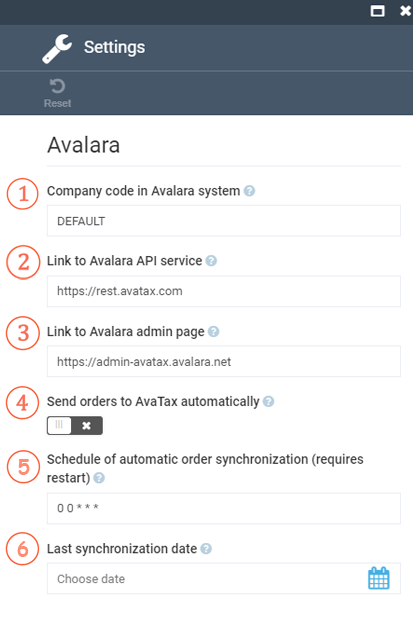 Settings
Reset
Avalara
1 Company code in Avalara system ?
DEFAULT
2 Link to Avalara API service ?
https://rest.avatax.com
3 Link to Avalara admin page ?
https://admin-avatax.avalara.net
4 Send orders to AvaTax automatically ?
5 Schedule of automatic order synchronization (requires
restart) ?
0 0 * * *
6 Last synchronization date ?
Choose date